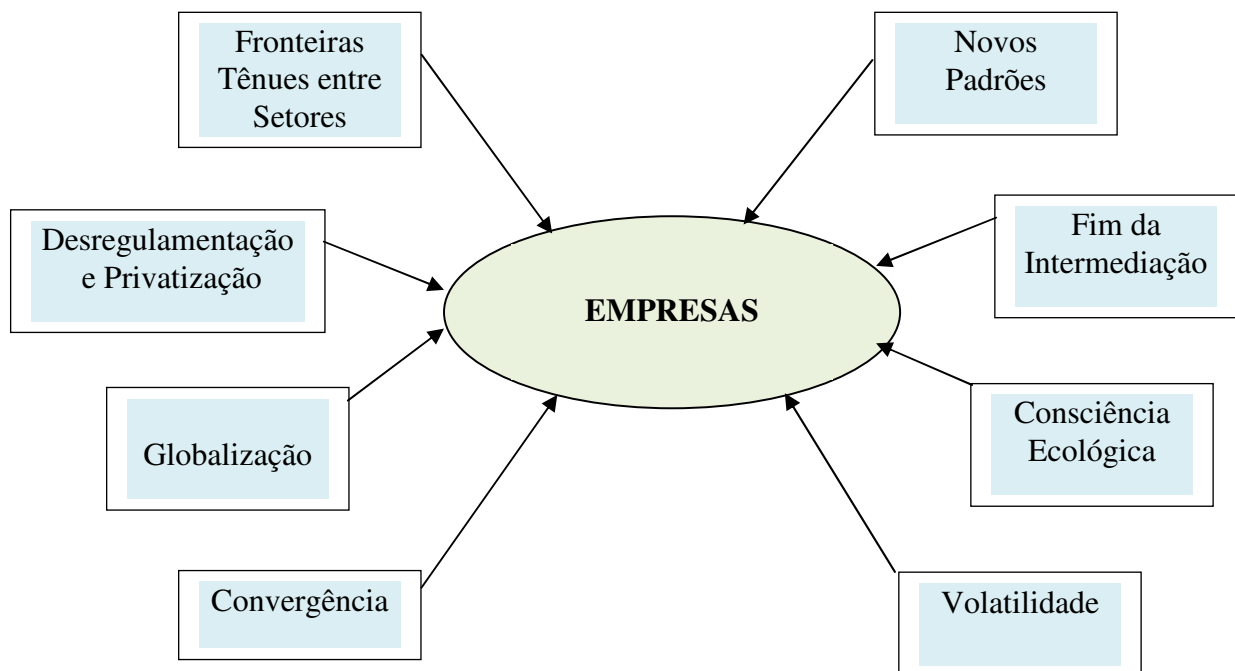 Fronteiras
Tênues entre
Setores
Novos
Padrões
Desregulamentação
e Privatização
Fim da
Intermediação
EMPRESAS
Globalização
Consciência
Ecológica
Convergência
Volatilidade